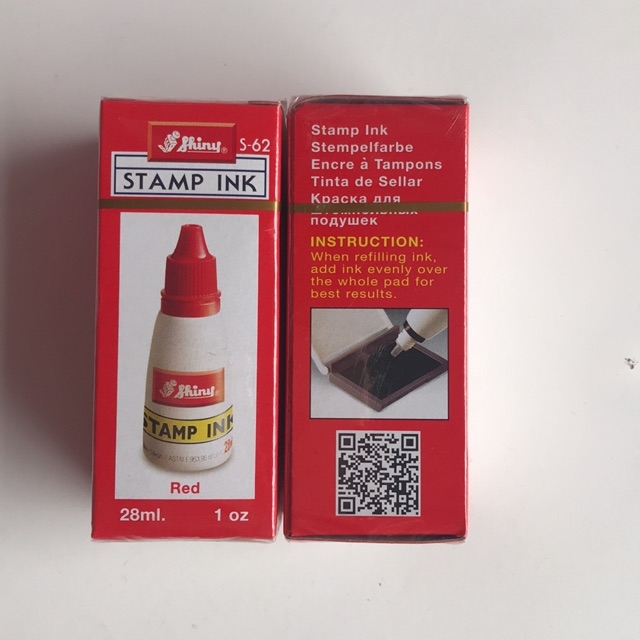 Shiny® S-62
STAMP INK
Shiny®
STAMP INK
Red
28ml. 1 oz
Stamp Ink
Stempelfarbe
Encre à Tampons
Tinta de Sellar
Краска для
штемпельных
подушек
INSTRUCTION:
When refilling ink,
add ink evenly over
the whole pad for
best results.